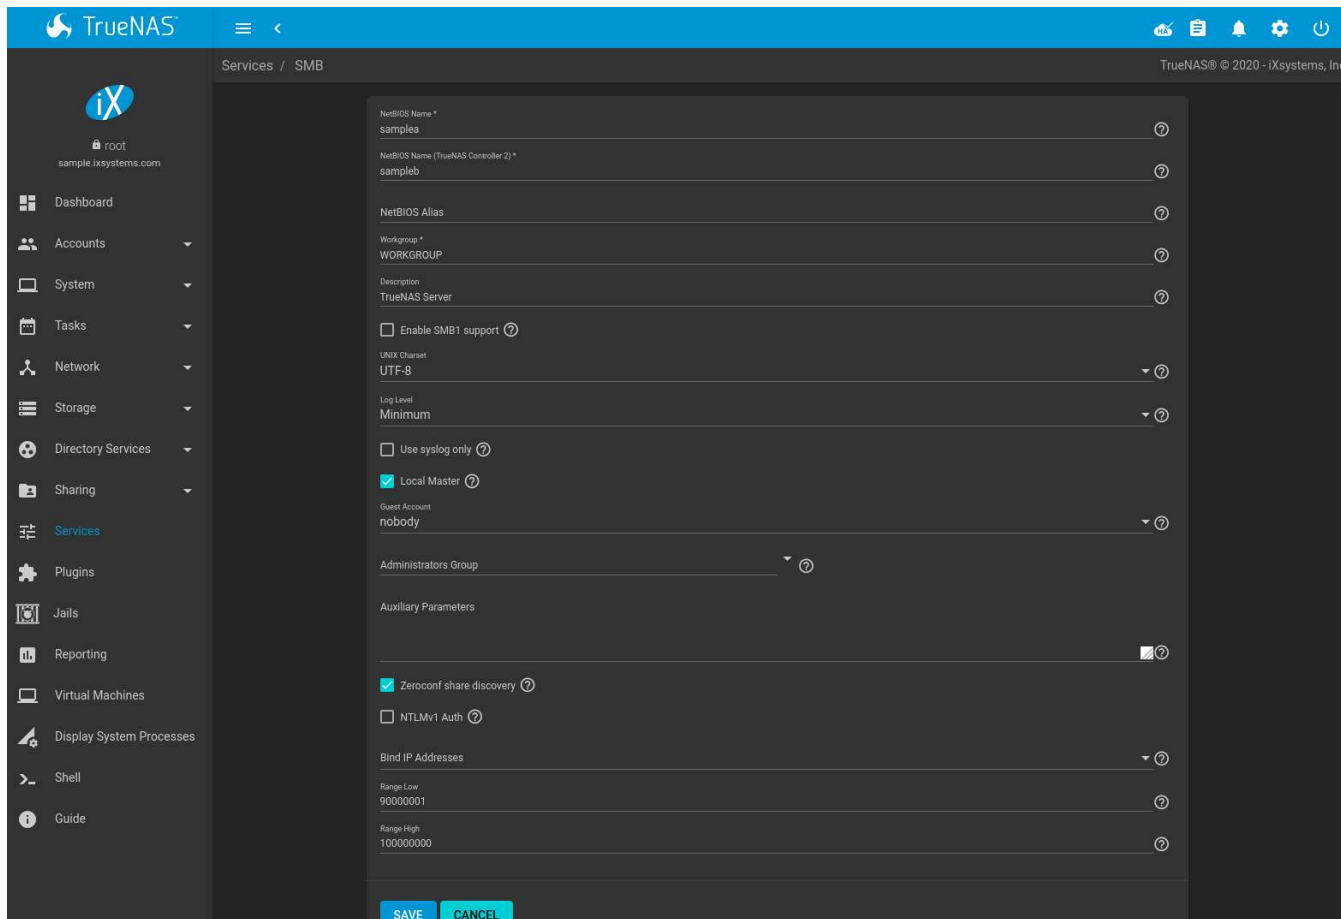 TrueNAS
HA
Services / SMB
TrueNAS® © 2020 - iXsystems, Inc
iX
root
sample.ixsystems.com
Dashboard
Accounts
System
Tasks
Network
Storage
Directory Services
Sharing
Services
Plugins
Jails
Reporting
Virtual Machines
Display System Processes
Shell
Guide
NetBIOS Name *
samplea
NetBIOS Name (TrueNAS Controller 2) *
sampleb
NetBIOS Alias
Workgroup *
WORKGROUP
Description
TrueNAS Server
Enable SMB1 support
UNIX Charset
UTF-8
Log Level
Minimum
Use syslog only
Local Master
Guest Account
nobody
Administrators Group
Auxiliary Parameters
Zeroconf share discovery
NTLMv1 Auth
Bind IP Addresses
Range Low
90000001
Range High
100000000
SAVE CANCEL